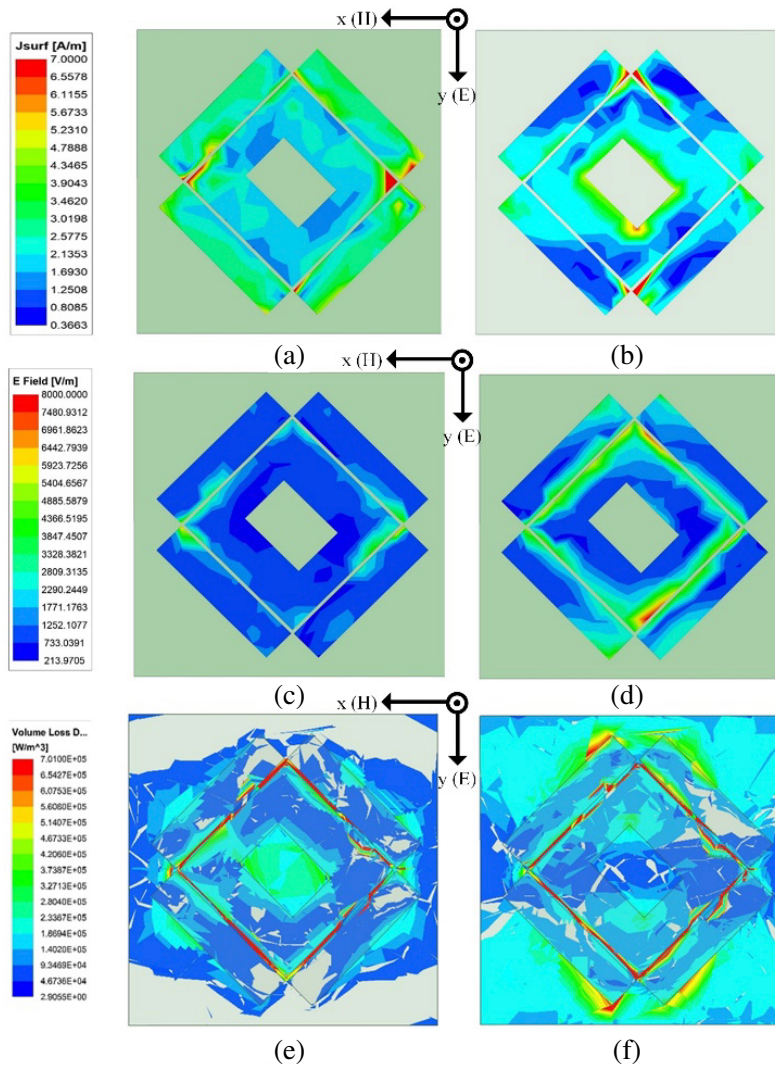 x (H)
y (E)
Jsurf [A/m]
7.0000
6.5578
6.1155
5.6733
5.2310
4.7888
4.3465
3.9043
3.4620
3.0198
2.5775
2.1353
1.6930
1.2508
0.8085
0.3663
(a)
(b)
x (H)
y (E)
E Field [V/m]
8000.0000
7480.9312
6961.8623
6442.7939
5923.7256
5404.6567
4885.5879
4366.5195
3847.4507
3328.3821
2809.3135
2290.2449
1771.1763
1252.1077
733.0391
213.9705
(c)
(d)
x (H)
y (E)
Volume Loss D...
[W/m^3]
7.0100E+05
6.5427E+05
6.0753E+05
5.6080E+05
5.1407E+05
4.6733E+05
4.2060E+05
3.7387E+05
3.2713E+05
2.8040E+05
2.3367E+05
1.8694E+05
1.4020E+05
9.3469E+04
4.6736E+04
2.9055E+00
(e)
(f)